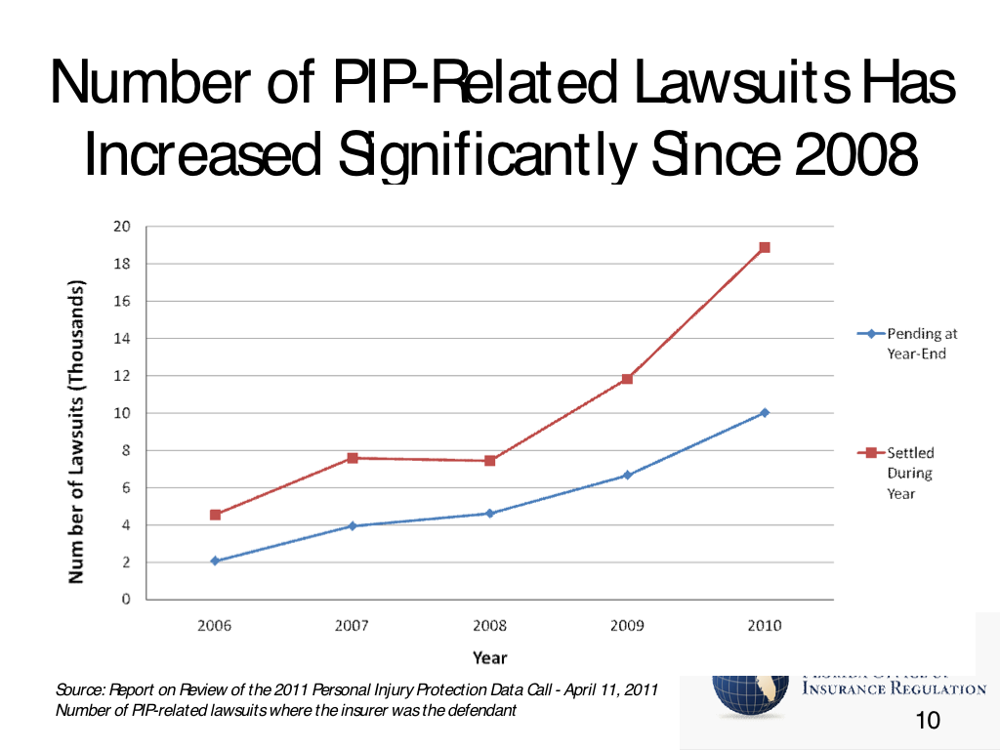 Number of PIP-Related Lawsuits Has
Increased Significantly Since 2008
20
18
16
14
12
10
8
6
4
2
0
Number of Lawsuits (Thousands)
2006 2007 2008 2009 2010
Year
Pending at
Year-End
Settled
During
Year
Source: Report on Review of the 2011 Personal Injury Protection Data Call - April 11, 2011
Number of PIP-related lawsuits where the insurer was the defendant
Florida Office of
Insurance Regulation
10